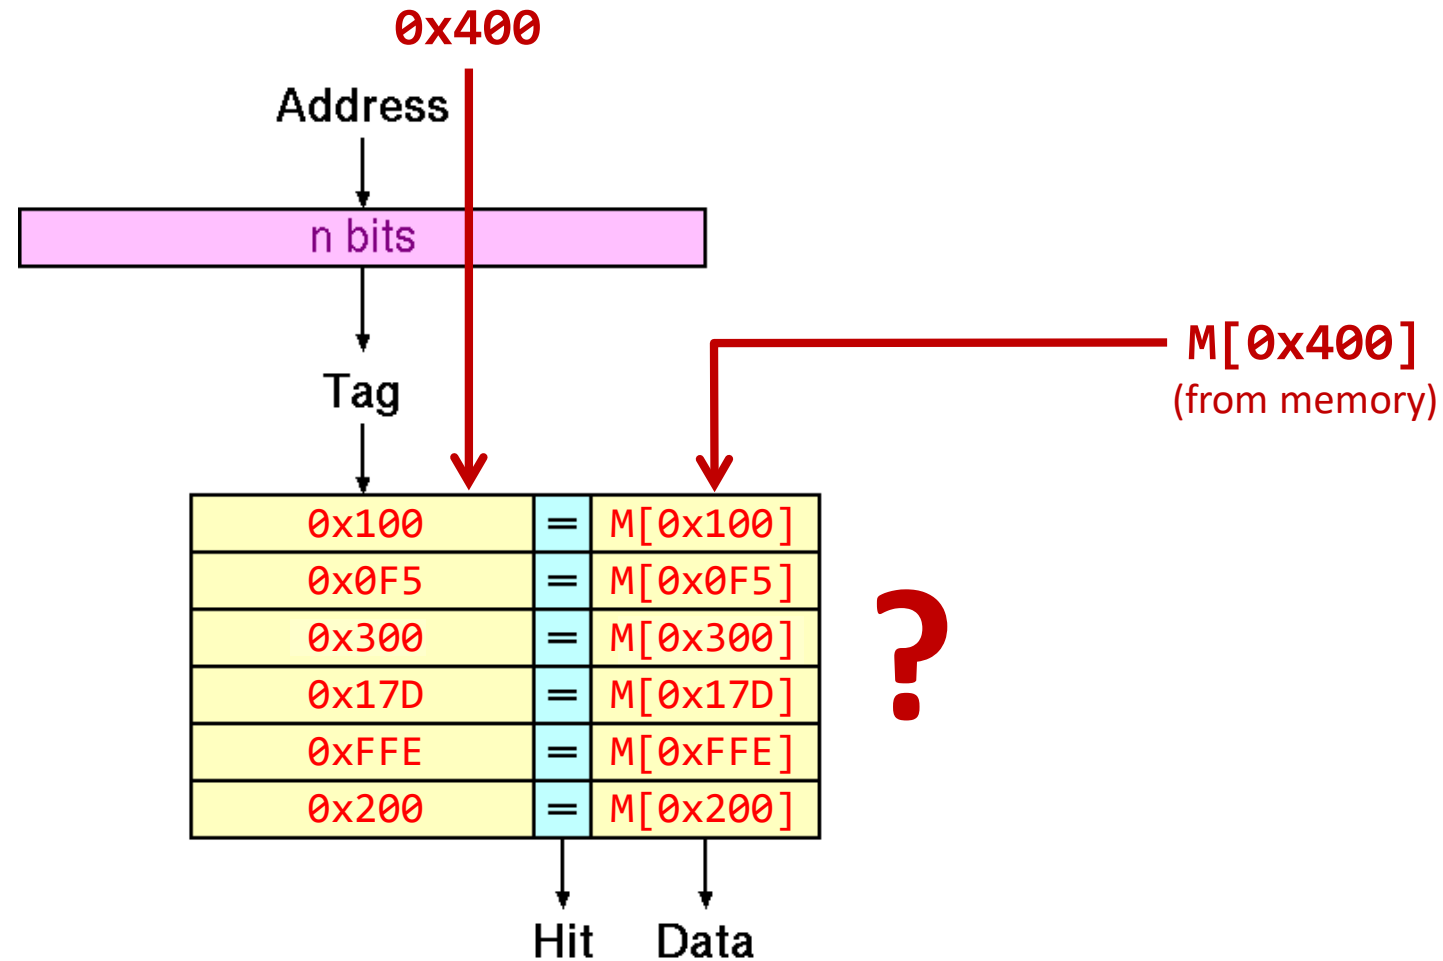 0x400
Address
n bits
M[0x400]
(from memory)
Tag
0x100 = M[0x100]
0x0F5 = M[0x0F5]
0x300 = M[0x300]
0x17D = M[0x17D]
0xFFE = M[0xFFE]
0x200 = M[0x200]
?
Hit Data